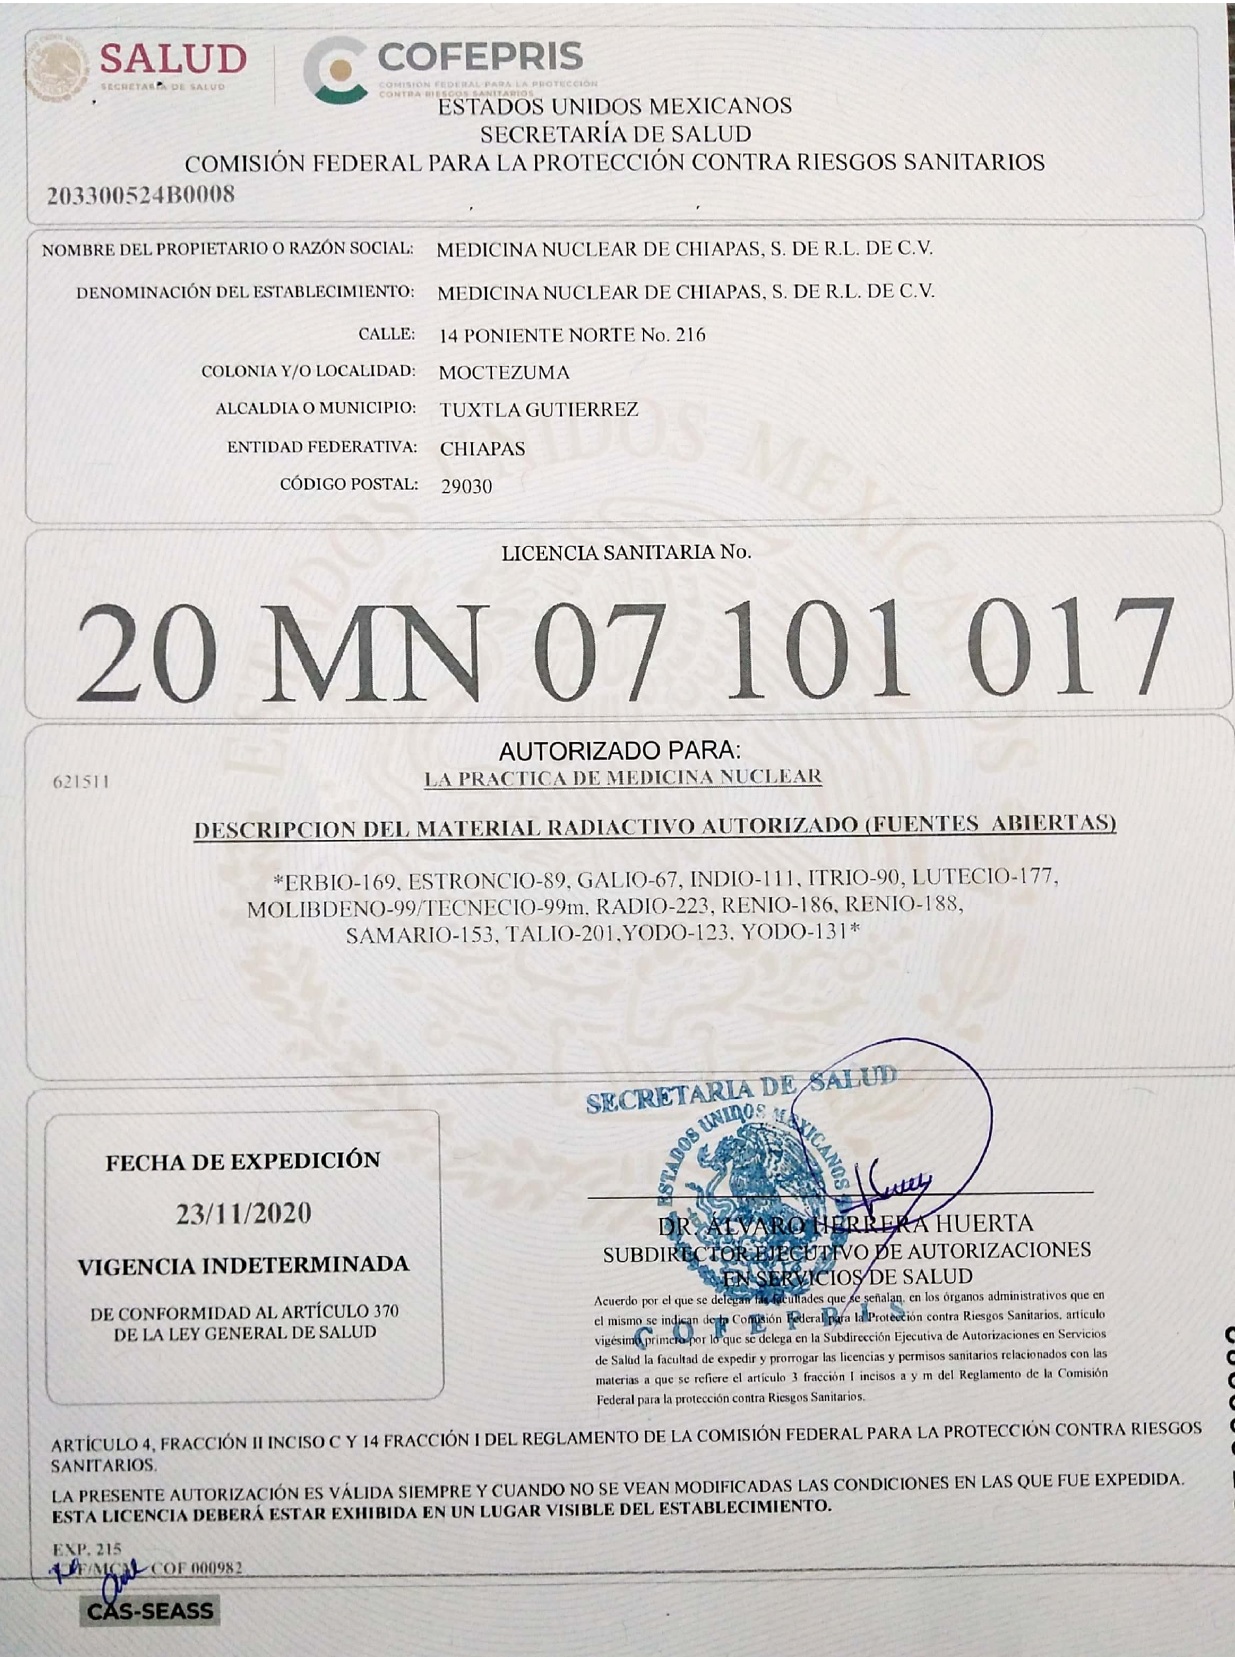 SALUD
SECRETARÍA DE SALUD
COFEPRIS
COMISIÓN FEDERAL PARA LA PROTECCIÓN
CONTRA RIESGOS SANITARIOS
ESTADOS UNIDOS MEXICANOS
SECRETARÍA DE SALUD
COMISIÓN FEDERAL PARA LA PROTECCIÓN CONTRA RIESGOS SANITARIOS
203300524B0008
NOMBRE DEL PROPIETARIO O RAZÓN SOCIAL: MEDICINA NUCLEAR DE CHIAPAS, S. DE R.L. DE C.V.
DENOMINACIÓN DEL ESTABLECIMIENTO: MEDICINA NUCLEAR DE CHIAPAS, S. DE R.L. DE C.V.
CALLE: 14 PONIENTE NORTE No. 216
COLONIA Y/O LOCALIDAD: MOCTEZUMA
ALCALDIA O MUNICIPIO: TUXTLA GUTIERREZ
ENTIDAD FEDERATIVA: CHIAPAS
CÓDIGO POSTAL: 29030
ESTADOS UNIDOS MEXICANOS
LICENCIA SANITARIA No.
20 MN 07 101 017
AUTORIZADO PARA:
621511
LA PRACTICA DE MEDICINA NUCLEAR
DESCRIPCION DEL MATERIAL RADIACTIVO AUTORIZADO (FUENTES ABIERTAS)
*ERBIO-169, ESTRONCIO-89, GALIO-67, INDIO-111, ITRIO-90, LUTECIO-177,
MOLIBDENO-99/TECNECIO-99m, RADIO-223, RENIO-186, RENIO-188,
SAMARIO-153, TALIO-201,YODO-123, YODO-131*
FECHA DE EXPEDICIÓN
23/11/2020
VIGENCIA INDETERMINADA
DE CONFORMIDAD AL ARTÍCULO 370
DE LA LEY GENERAL DE SALUD
SECRETARIA DE SALUD
ESTADOS UNIDOS MEXICANOS
DR. ÁLVARO HERRERA HUERTA
SUBDIRECTOR EJECUTIVO DE AUTORIZACIONES
EN SERVICIOS DE SALUD
COFEPRIS
Acuerdo por el que se delegan las facultades que se señalan, en los órganos administrativos que en
el mismo se indican de la Comisión Federal para la Protección contra Riesgos Sanitarios, artículo
vigésimo primero por lo que se delega en la Subdirección Ejecutiva de Autorizaciones en Servicios
de Salud la facultad de expedir y prorrogar las licencias y permisos sanitarios relacionados con las
materias a que se refiere el artículo 3 fracción I incisos a y m del Reglamento de la Comisión
Federal para la protección contra Riesgos Sanitarios.
ARTÍCULO 4, FRACCIÓN II INCISO C Y 14 FRACCIÓN I DEL REGLAMENTO DE LA COMISIÓN FEDERAL PARA LA PROTECCIÓN CONTRA RIESGOS
SANITARIOS.
LA PRESENTE AUTORIZACIÓN ES VÁLIDA SIEMPRE Y CUANDO NO SE VEAN MODIFICADAS LAS CONDICIONES EN LAS QUE FUE EXPEDIDA.
ESTA LICENCIA DEBERÁ ESTAR EXHIBIDA EN UN LUGAR VISIBLE DEL ESTABLECIMIENTO.
EXP. 215
COF 000982
CAS-SEASS